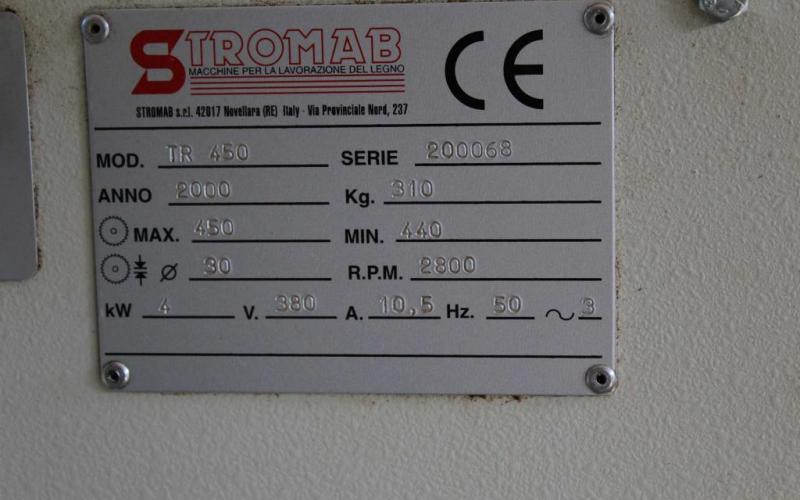 STROMAB
MACCHINE PER LA LAVORAZIONE DEL LEGNO
CE
STROMAB s.r.l. 42017 Novellara (RE) Italy - Via Provinciale Nord, 237
MOD. TR 450 SERIE 200068
ANNO 2000 Kg. 310
MAX. 450 MIN. 440
ø 30 R.P.M. 2800
kW 4 V. 380 A. 10,5 Hz. 50 ~ 3